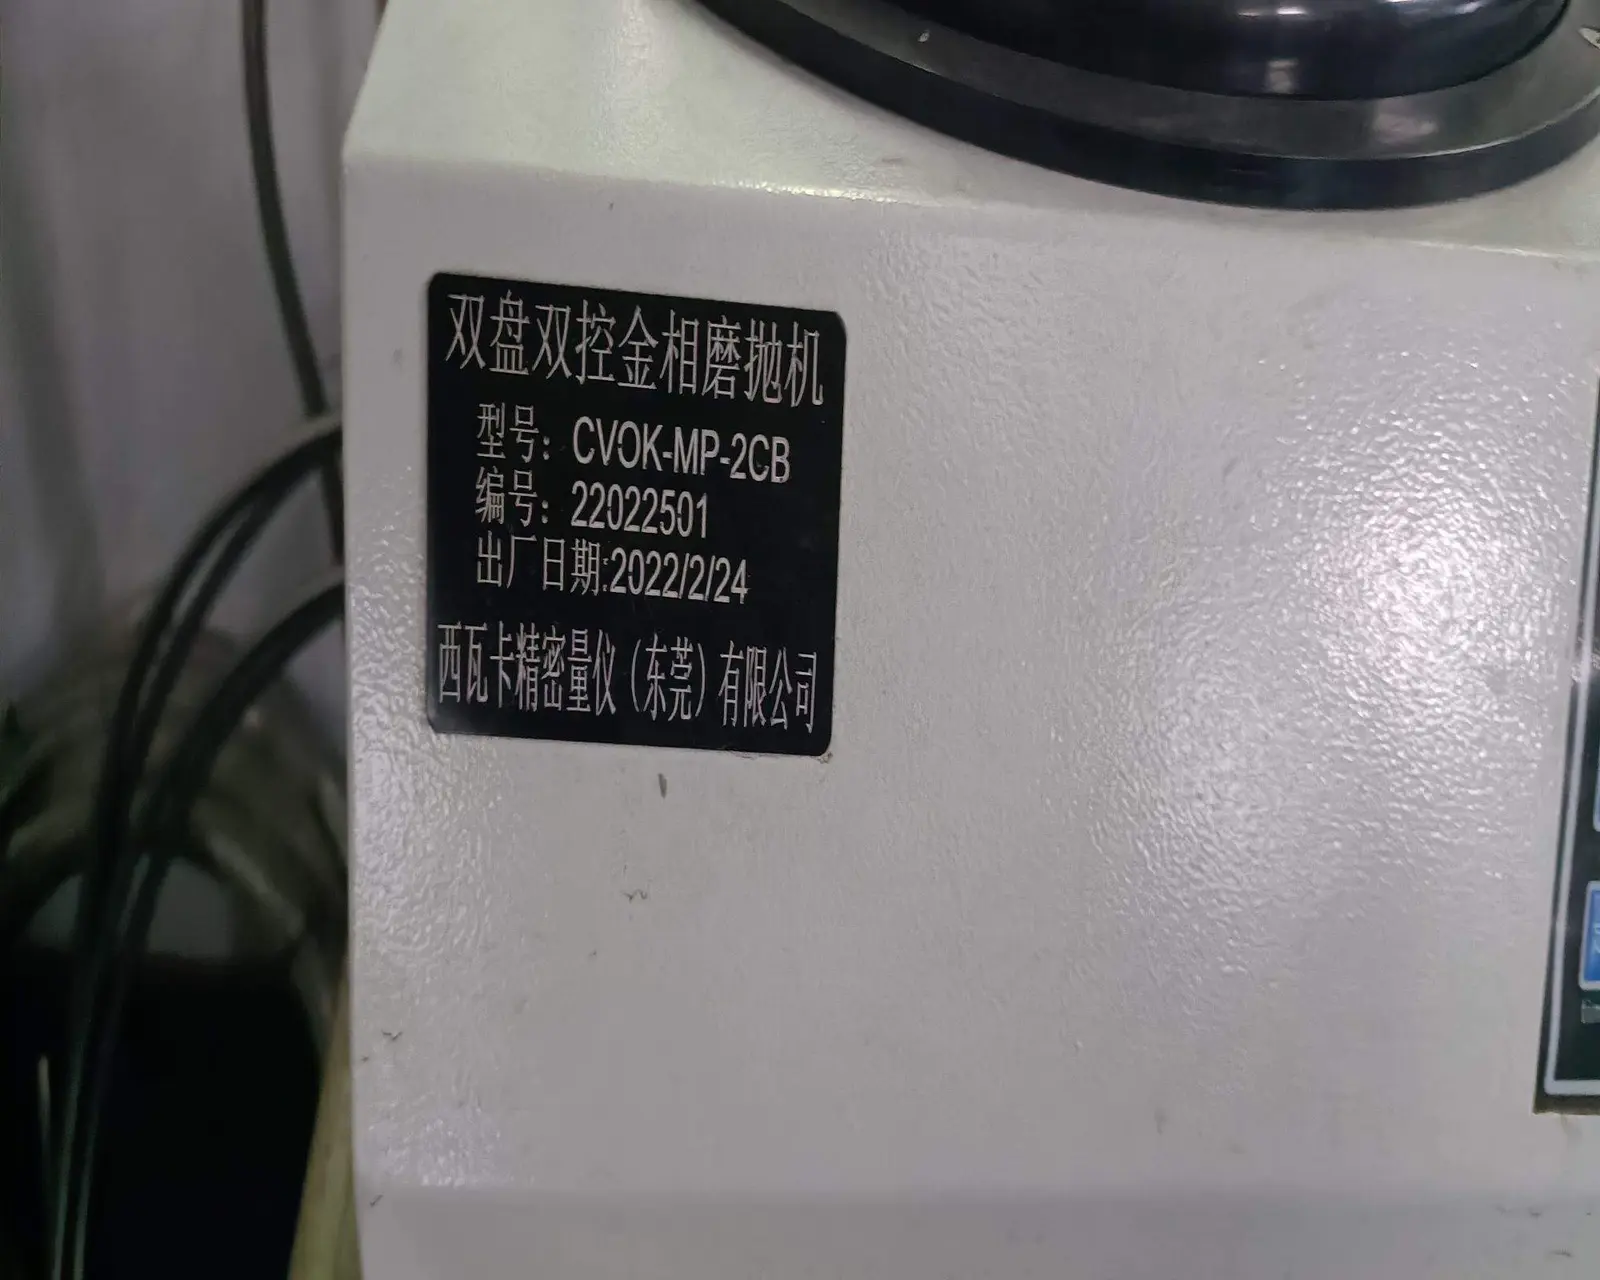 双盘双控金相磨抛机
型号：CVOK-MP-2CB
编号：22022501
出厂日期:2022/2/24
西瓦卡精密量仪（东莞）有限公司